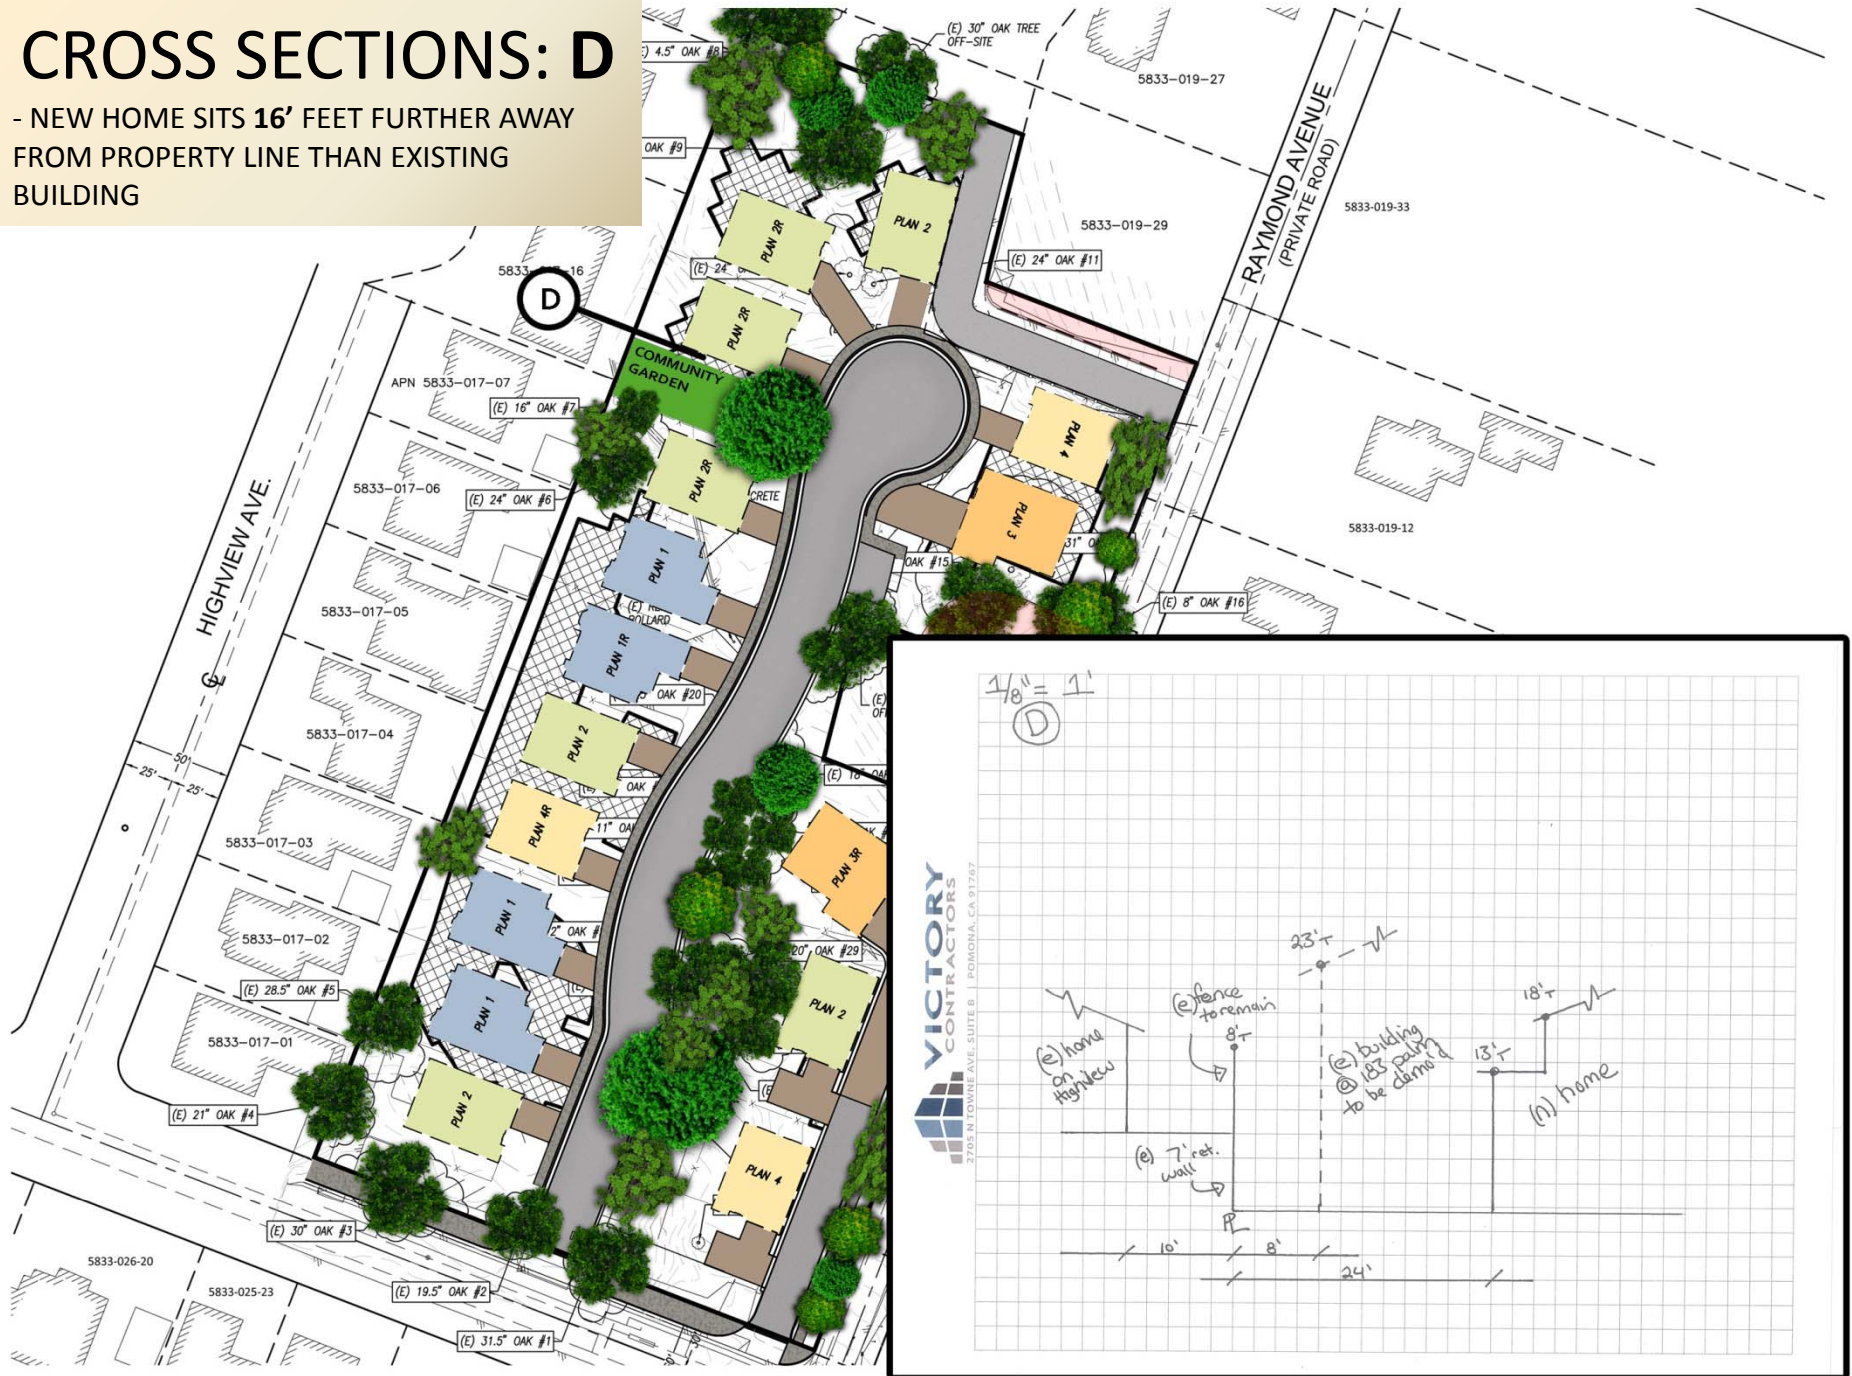 CROSS SECTIONS: D
- NEW HOME SITS 16’ FEET FURTHER AWAY
FROM PROPERTY LINE THAN EXISTING
BUILDING
4.5" OAK #8
(E) 30" OAK TREE
OFF-SITE
5833-019-27
OAK #9
RAYMOND AVENUE
(PRIVATE ROAD)
5833-019-33
PLAN 2R
PLAN 2
5833-019-29
(E) 24" OAK #11
(E) 24"
D
PLAN 2R
COMMUNITY
GARDEN
APN 5833-017-07
(E) 16" OAK #7
PLAN 4
PLAN 2R
CRETE
5833-017-06
(E) 24" OAK #6
PLAN 3
5833-019-12
HIGHVIEW AVE.
PLAN 1
OAK #15
(E) 8" OAK #16
5833-017-05
PLAN 1R
OAK #20
5833-017-04
PLAN 2
OAK
50'
25'
25'
PLAN 4R
11"
5833-017-03
PLAN 3R
PLAN 1
5833-017-02
20" OAK #29
(E) 28.5" OAK #5
PLAN 1
PLAN 2
5833-017-01
(E) 21" OAK #4
PLAN 2
PLAN 4
(E) 30" OAK #3
5833-026-20
5833-025-23
(E) 19.5" OAK #2
(E) 31.5" OAK #1
1/8" = 1'
D
VICTORY
CONTRACTORS
2705 N TOWNE AVE, SUITE B | POMONA, CA 91767
23'T
(e) fence
to remain
8'T
18'T
(e) home
on
Highview
(e) building
@ 183 palm
to be demo'd
13'T
(n) home
(e) 7' ret.
wall
PL
10'
8'
24'